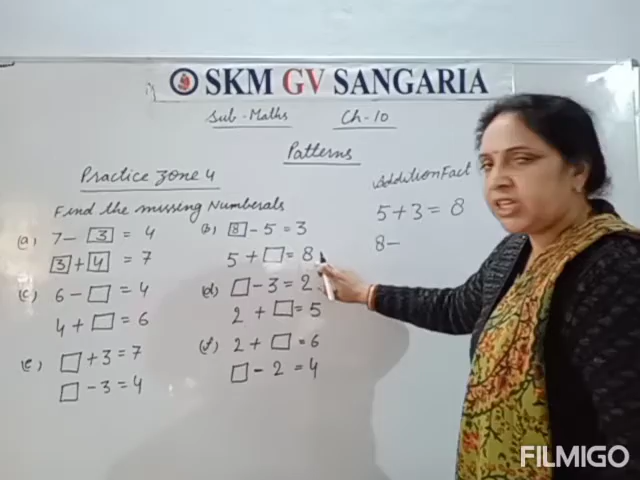 SKM GV SANGARIA
Sub - Maths Ch-10
Patterns
Practice Zone 4
Find the missing Numberals
(a) 7 - 3 = 4
3 + 4 = 7
(b) 8 - 5 = 3
5 + □ = 8
(c) 6 - □ = 4
4 + □ = 6
(d) □ - 3 = 2
2 + □ = 5
(e) □ + 3 = 7
□ - 3 = 4
(f) 2 + □ = 6
□ - 2 = 4
Addition Fact
5 + 3 = 8
8 -
FILMIGO